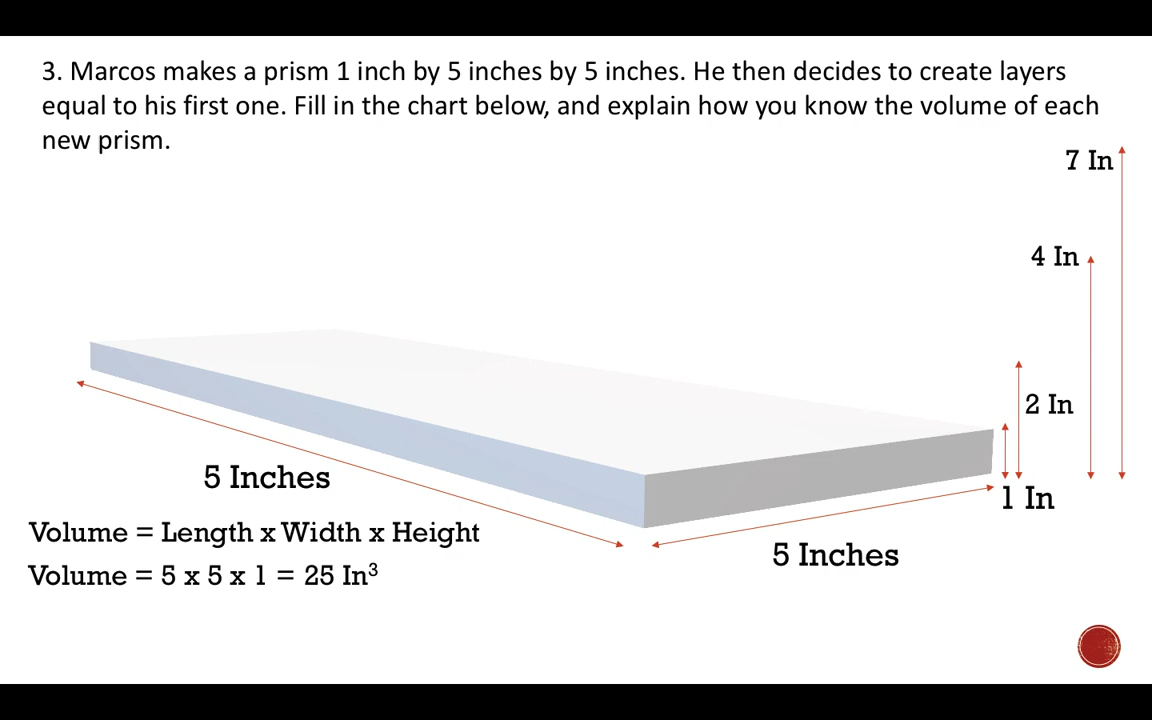 3. Marcos makes a prism 1 inch by 5 inches by 5 inches. He then decides to create layers
equal to his first one. Fill in the chart below, and explain how you know the volume of each
new prism.
7 In
4 In
2 In
1 In
5 Inches
5 Inches
Volume = Length x Width x Height
Volume = 5 x 5 x 1 = 25 In³